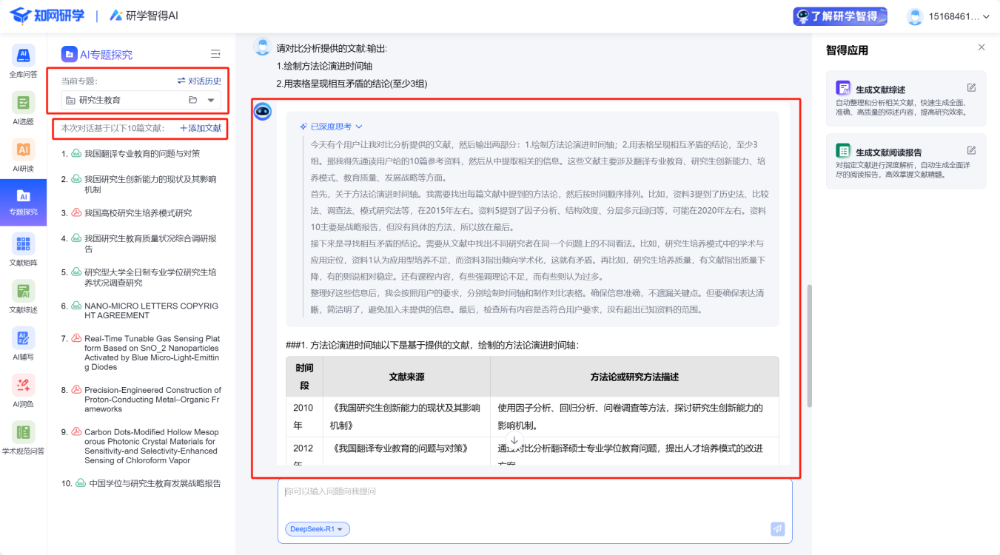 知网研学
研学智得AI
了解研学智得
15168461...
全库问答
AI选题
AI研读
专题探究
文献矩阵
文献综述
AI辅写
AI润色
学术规范问答
AI专题探究
当前专题:
对话历史
研究生教育
本次对话基于以下10篇文献:
+添加文献
1. 我国翻译专业教育的问题与对策
2. 我国研究生创新能力的现状及其影响
机制
3. 我国高校研究生培养模式研究
4. 我国研究生教育质量状况综合调研报
告
5. 研究型大学全日制专业学位研究生培
养状况调查研究
6. NANO-MICRO LETTERS COPYRIG
HT AGREEMENT
7. Real-Time Tunable Gas Sensing Plat
form Based on SnO_2 Nanoparticles
Activated by Blue Micro-Light-Emittin
g Diodes
8. Precision-Engineered Construction of
Proton-Conducting Metal–Organic Fr
ameworks
9. Carbon Dots-Modified Hollow Mesop
orous Photonic Crystal Materials for
Sensitivity-and Selectivity-Enhanced
Sensing of Chloroform Vapor
10. 中国学位与研究生教育发展战略报告
请对比分析提供的文献:输出:
1.绘制方法论演进时间轴
2.用表格呈现相互矛盾的结论(至少3组)
已深度思考
今天有个用户让我对比分析提供的文献，然后输出两部分：1.绘制方法论演进时间轴；2.用表格呈现相互矛盾的结论，至少3
组。那我得先通读用户给的10篇参考资料，然后从中提取相关的信息。这些文献主要涉及翻译专业教育、研究生创新能力、培
养模式、教育质量、发展战略等方面。
首先，关于方法论演进时间轴。我需要找出每篇文献中提到的方法论，然后按时间顺序排列。比如，资料3提到了历史法、比较
法、调查法、模式研究法等，在2015年左右。资料5提到了因子分析、结构效度、分层多元回归等，可能在2020年左右。资料
10主要是战略报告，但没有具体的方法，所以放在最后。
接下来是寻找相互矛盾的结论。需要从文献中找出不同研究者在同一个问题上的不同看法。比如，研究生培养模式中的学术与
应用定位，资料1认为应用型培养不足，而资料3指出倾向学术化，这就有矛盾。再比如，研究生培养质量，有文献指出质量下
降，有的则说相对稳定。还有课程内容，有些强调理论不足，而有些则认为过多。
整理好这些信息后，我会按照用户的要求，分别绘制时间轴和制作对比表格。确保信息准确，不遗漏关键点。但要确保表达清
晰，简洁明了，避免加入未提供的信息。最后，检查所有内容是否符合用户要求，没有超出已知资料的范围。
###1. 方法论演进时间轴以下是基于提供的文献，绘制的方法论演进时间轴：
时间
段
文献来源
方法论或研究方法描述
2010
年
《我国研究生创新能力的现状及其影响
机制》
使用因子分析、回归分析、问卷调查等方法，探讨研究生创新能力的
影响机制。
2012
年
《我国翻译专业教育的问题与对策》
通过对比分析翻译硕士专业学位教育问题，提出人才培养模式的改进
方案。
你可以输入问题向我提问
DeepSeek-R1
智得应用
生成文献综述
自动整理和分析相关文献，快速生成全面、
准确、高质量的综述内容，提高研究效率。
生成文献阅读报告
对指定文献进行深度解析，自动生成全面详
尽的阅读报告，高效掌握文献精髓。